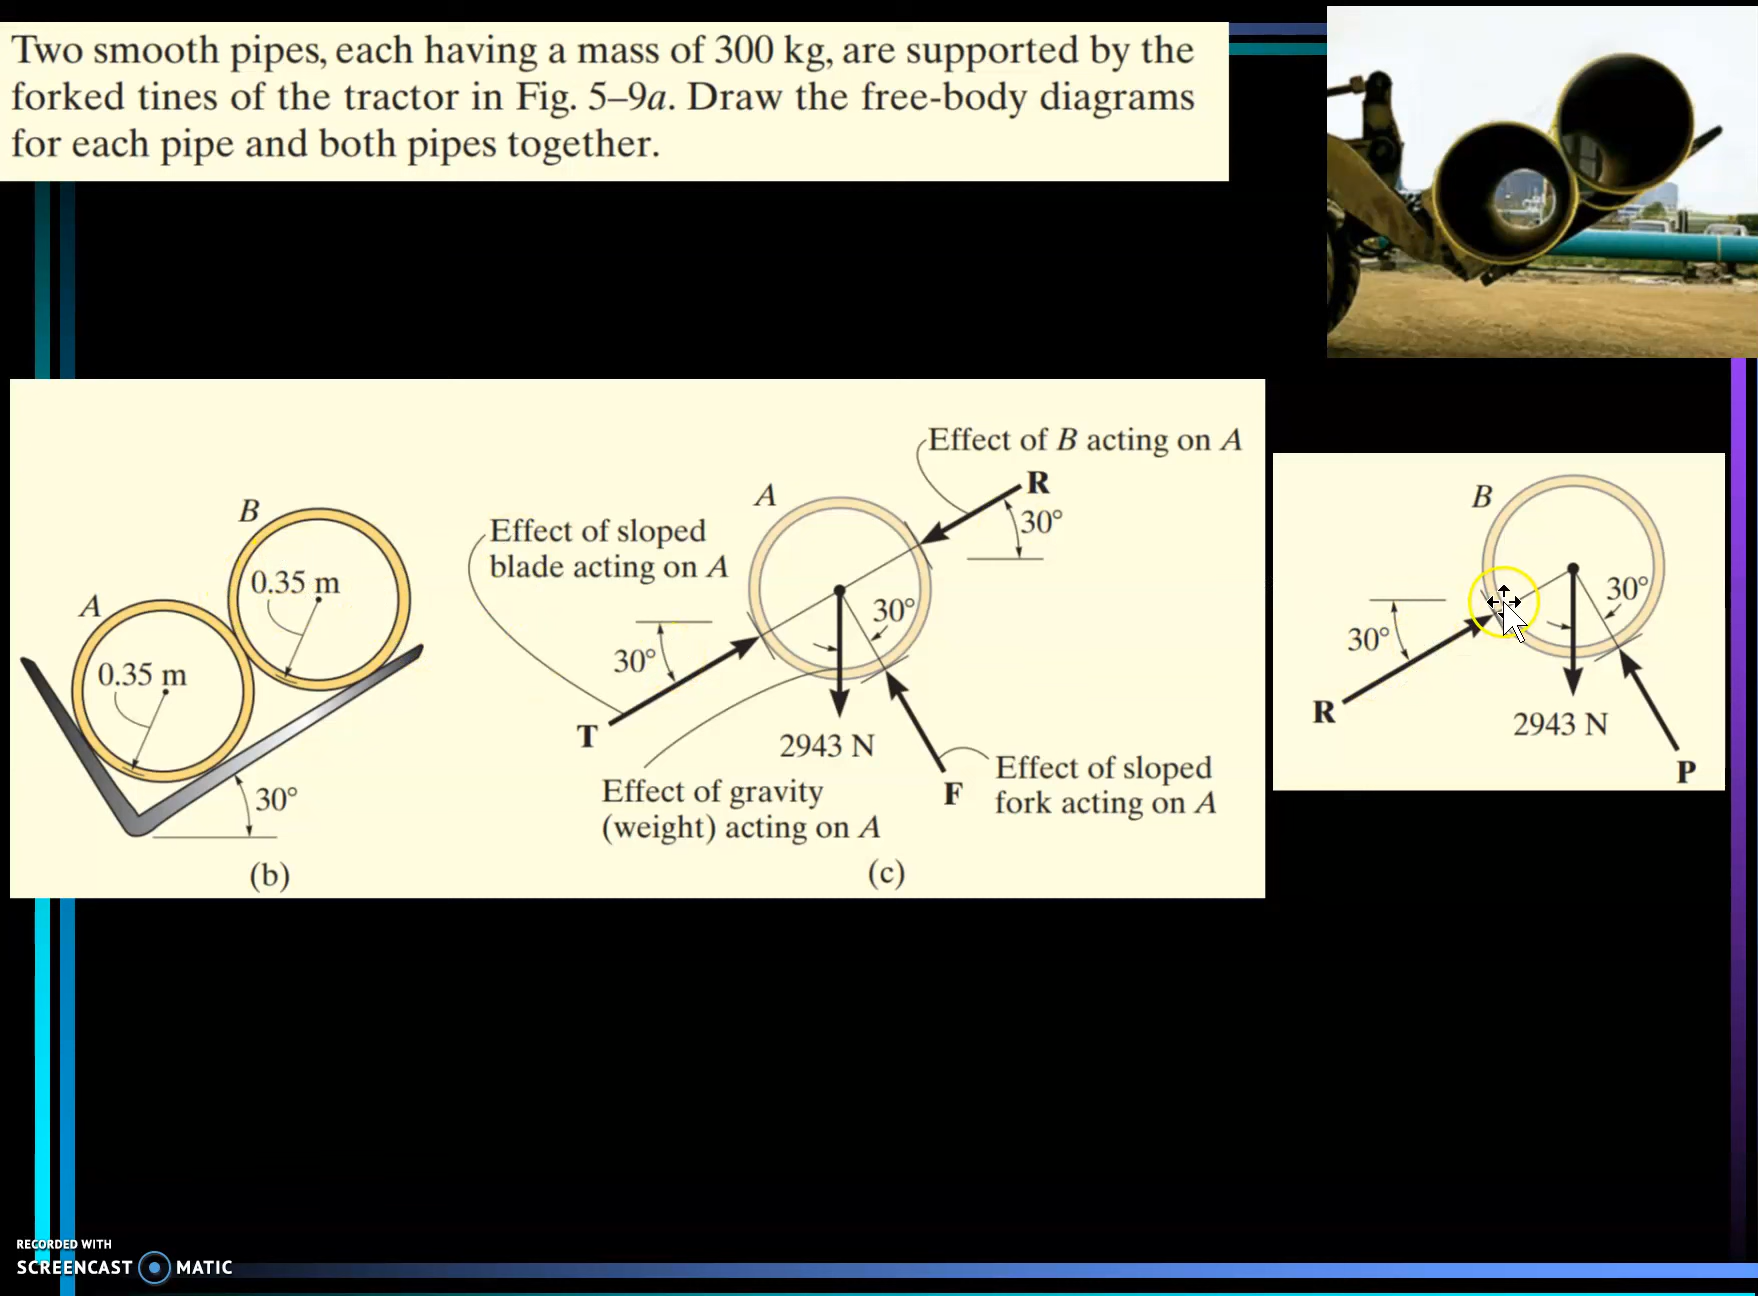 Two smooth pipes, each having a mass of 300 kg, are supported by the
forked tines of the tractor in Fig. 5–9a. Draw the free-body diagrams
for each pipe and both pipes together.
B
0.35 m
A
0.35 m
30°
(b)
Effect of B acting on A
R
30°
A
Effect of sloped
blade acting on A
30°
30°
T
2943 N
Effect of gravity
(weight) acting on A
F
Effect of sloped
fork acting on A
(c)
B
30°
30°
R
2943 N
P
RECORDED WITH
SCREENCAST MATIC